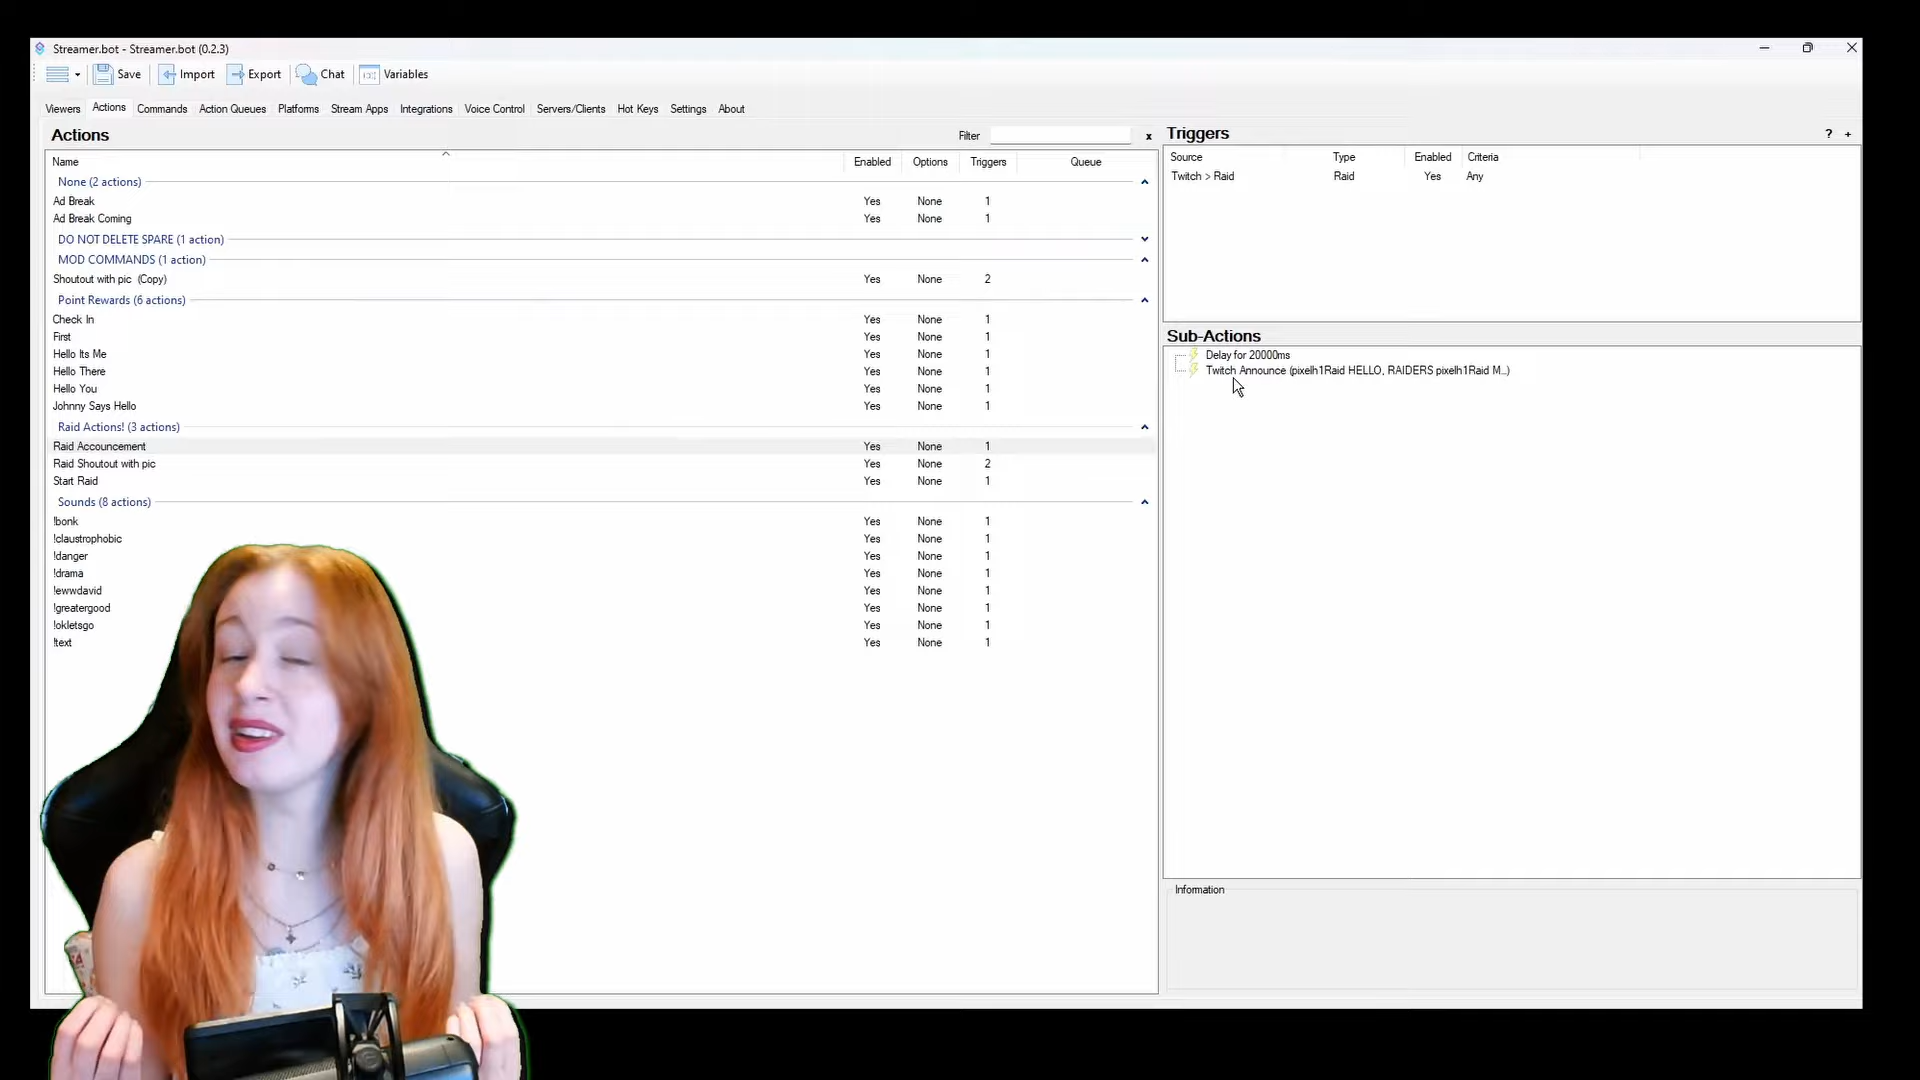 Streamer.bot - Streamer.bot (0.2.3)
Save Import Export Chat Variables
Viewers Actions Commands Action Queues Platforms Stream Apps Integrations Voice Control Servers/Clients Hot Keys Settings About
Actions Filter x
Name Enabled Options Triggers Queue
None (2 actions)
Ad Break Yes None 1
Ad Break Coming Yes None 1
DO NOT DELETE SPARE (1 action)
MOD COMMANDS (1 action)
Shoutout with pic (Copy) Yes None 2
Point Rewards (6 actions)
Check In Yes None 1
First Yes None 1
Hello Its Me Yes None 1
Hello There Yes None 1
Hello You Yes None 1
Johnny Says Hello Yes None 1
Raid Actions! (3 actions)
Raid Accouncement Yes None 1
Raid Shoutout with pic Yes None 2
Start Raid Yes None 1
Sounds (8 actions)
!bonk Yes None 1
!claustrophobic Yes None 1
!danger Yes None 1
!drama Yes None 1
!ewwdavid Yes None 1
!greatergood Yes None 1
!okletsgo Yes None 1
!text Yes None 1
Triggers ? +
Source Type Enabled Criteria
Twitch > Raid Raid Yes Any
Sub-Actions
Delay for 20000ms
Twitch Announce (pixelh1Raid HELLO, RAIDERS pixelh1Raid M...)
Information